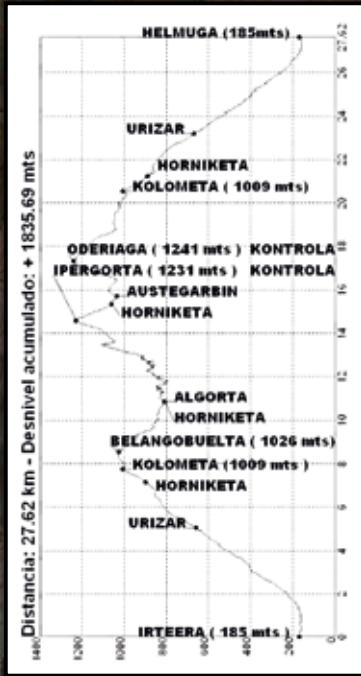 Distancia: 27.62 km - Desnivel acumulado: + 1835.69 mts
1400
1200
1000
800
600
400
200
0
HELMUGA (185mts)
URIZAR
HORNIKETA
KOLOMETA ( 1009 mts)
ODERIAGA ( 1241 mts ) KONTROLA
IPERGORTA ( 1231 mts ) KONTROLA
AUSTEGARBIN
HORNIKETA
ALGORTA
HORNIKETA
BELANGOBUELTA ( 1026 mts)
KOLOMETA (1009 mts )
HORNIKETA
URIZAR
IRTEERA ( 185 mts )
27.62
26
24
22
20
18
16
14
12
10
8
6
4
2
0